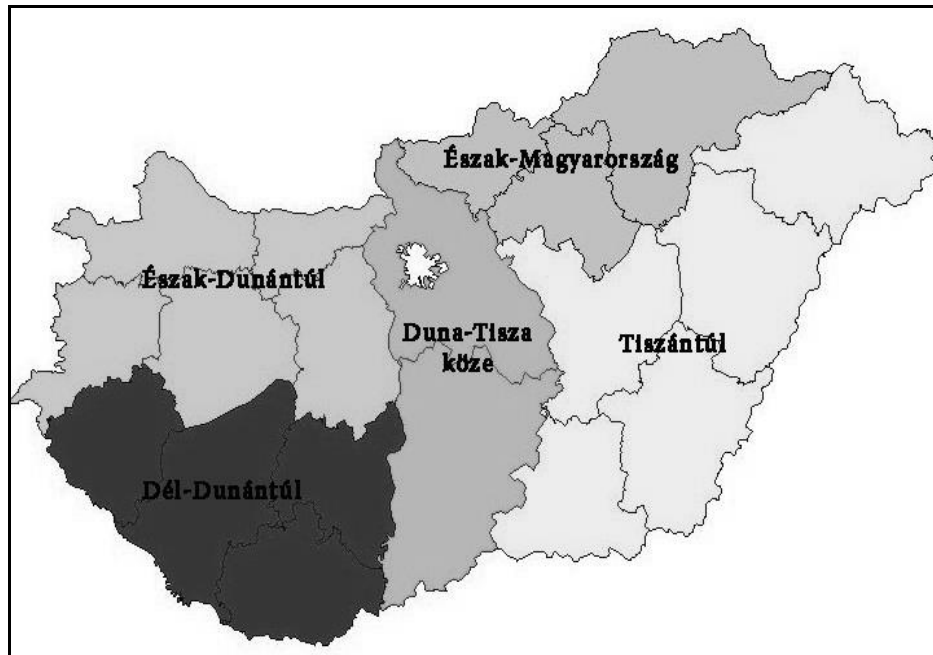 Észak-Magyarország
Észak-Dunántúl
Duna-Tisza
köze
Tiszántúl
Dél-Dunántúl